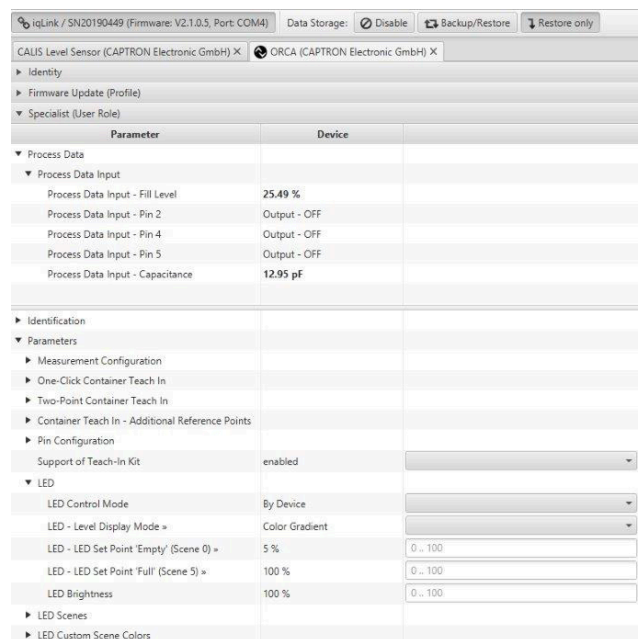 iqLink / SN20190449 (Firmware: V2.1.0.5, Port: COM4) Data Storage: Disable Backup/Restore Restore only
CALIS Level Sensor (CAPTRON Electronic GmbH) X ORCA (CAPTRON Electronic GmbH) X
Identity
Firmware Update (Profile)
Specialist (User Role)
Parameter Device
Process Data
Process Data Input
Process Data Input - Fill Level 25.49 %
Process Data Input - Pin 2 Output - OFF
Process Data Input - Pin 4 Output - OFF
Process Data Input - Pin 5 Output - OFF
Process Data Input - Capacitance 12.95 pF
Identification
Parameters
Measurement Configuration
One-Click Container Teach In
Two-Point Container Teach In
Container Teach In - Additional Reference Points
Pin Configuration
Support of Teach-In Kit enabled
LED
LED Control Mode By Device
LED - Level Display Mode » Color Gradient
LED - LED Set Point 'Empty' (Scene 0) » 5 % 0 .. 100
LED - LED Set Point 'Full' (Scene 5) » 100 % 0 .. 100
LED Brightness 100 % 0 .. 100
LED Scenes
LED Custom Scene Colors